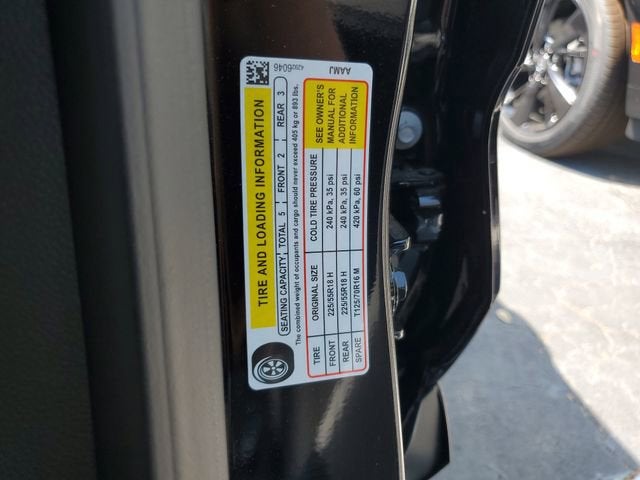 42926046 AAMJ
TIRE AND LOADING INFORMATION
SEATING CAPACITY TOTAL 5 FRONT 2 REAR 3
The combined weight of occupants and cargo should never exceed 405 kg or 893 lbs.
TIRE ORIGINAL SIZE COLD TIRE PRESSURE
FRONT 225/55R18 H 240 kPa, 35 psi
REAR 225/55R18 H 240 kPa, 35 psi
SPARE T125/70R16 M 420 kPa, 60 psi
SEE OWNER'S
MANUAL FOR
ADDITIONAL
INFORMATION